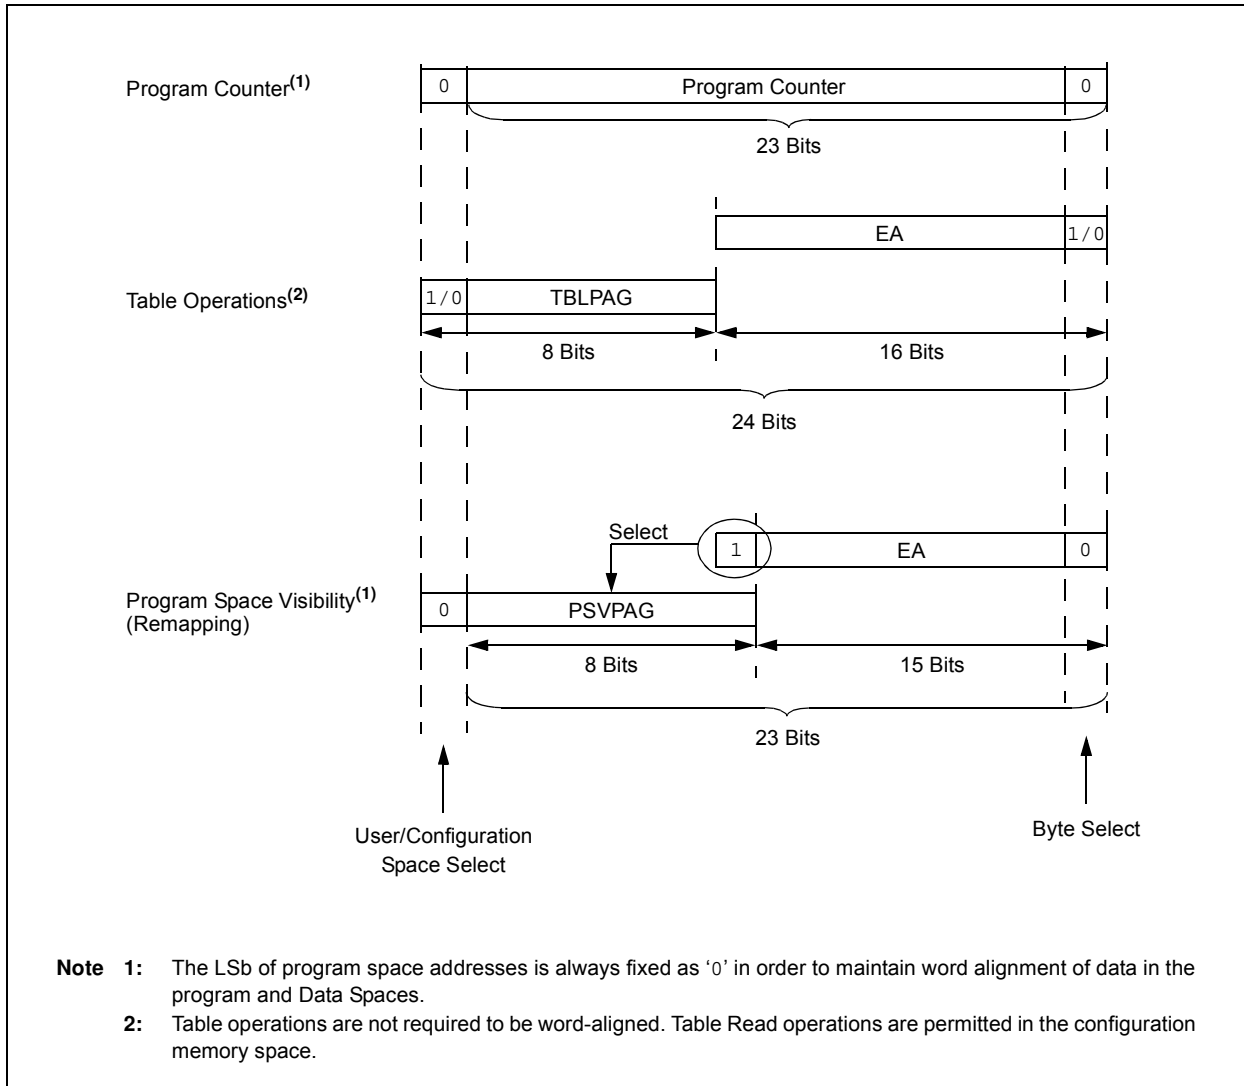 Program Counter(1)
0 Program Counter 0
23 Bits
EA 1/0
Table Operations(2)
1/0 TBLPAG
8 Bits 16 Bits
24 Bits
Select
1 EA 0
Program Space Visibility(1)
(Remapping)
0 PSVPAG
8 Bits 15 Bits
23 Bits
User/Configuration
Space Select
Byte Select
Note 1: The LSb of program space addresses is always fixed as ‘0’ in order to maintain word alignment of data in the
program and Data Spaces.
2: Table operations are not required to be word-aligned. Table Read operations are permitted in the configuration
memory space.